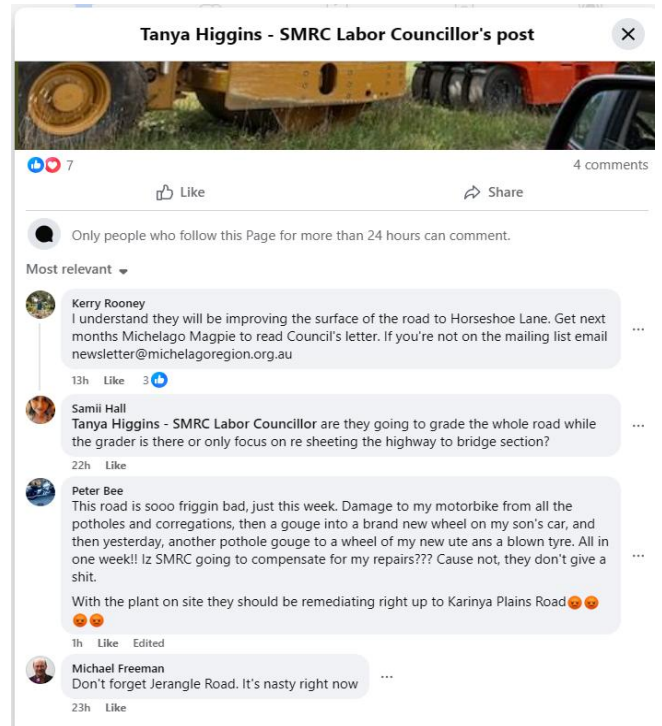 Tanya Higgins - SMRC Labor Councillor's post
7
4 comments
Like
Share
Only people who follow this Page for more than 24 hours can comment.
Most relevant
Kerry Rooney
I understand they will be improving the surface of the road to Horseshoe Lane. Get next
months Michelago Magpie to read Council's letter. If you're not on the mailing list email
newsletter@michelagoregion.org.au
13h Like 3
Samii Hall
Tanya Higgins - SMRC Labor Councillor are they going to grade the whole road while
the grader is there or only focus on re sheeting the highway to bridge section?
22h Like
Peter Bee
This road is sooo friggin bad, just this week. Damage to my motorbike from all the
potholes and corregations, then a gouge into a brand new wheel on my son's car, and
then yesterday, another pothole gouge to a wheel of my new ute ans a blown tyre. All in
one week!! Iz SMRC going to compensate for my repairs??? Cause not, they don't give a
shit.
With the plant on site they should be remediating right up to Karinya Plains Road😡😡
😡😡
1h Like Edited
Michael Freeman
Don't forget Jerangle Road. It's nasty right now
23h Like